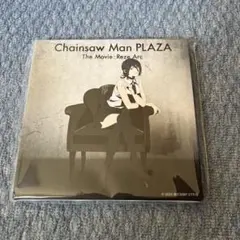 Chainsaw Man PLAZA
The Movie: Reze Arc